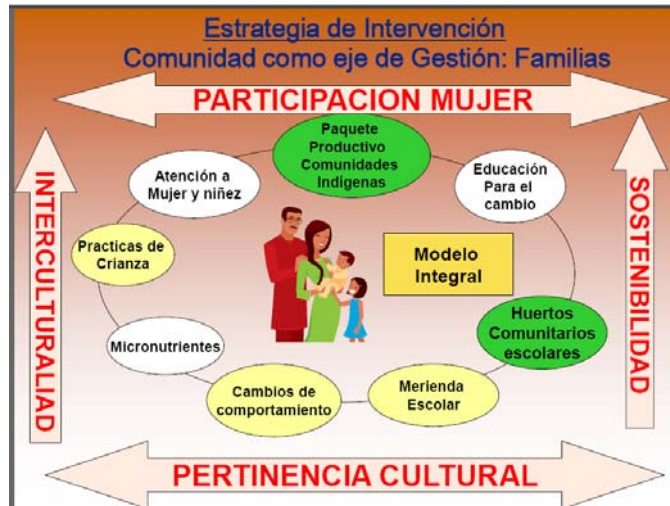 Estrategia de Intervención
Comunidad como eje de Gestión: Familias
PARTICIPACION MUJER
INTERCULTURALIAD
SOSTENIBILIDAD
Paquete
Productivo
Comunidades
Indígenas
Atención a
Mujer y niñez
Educación
Para el
cambio
Practicas de
Crianza
Modelo
Integral
Huertos
Comunitarios
escolares
Micronutrientes
Cambios de
comportamiento
Merienda
Escolar
PERTINENCIA CULTURAL